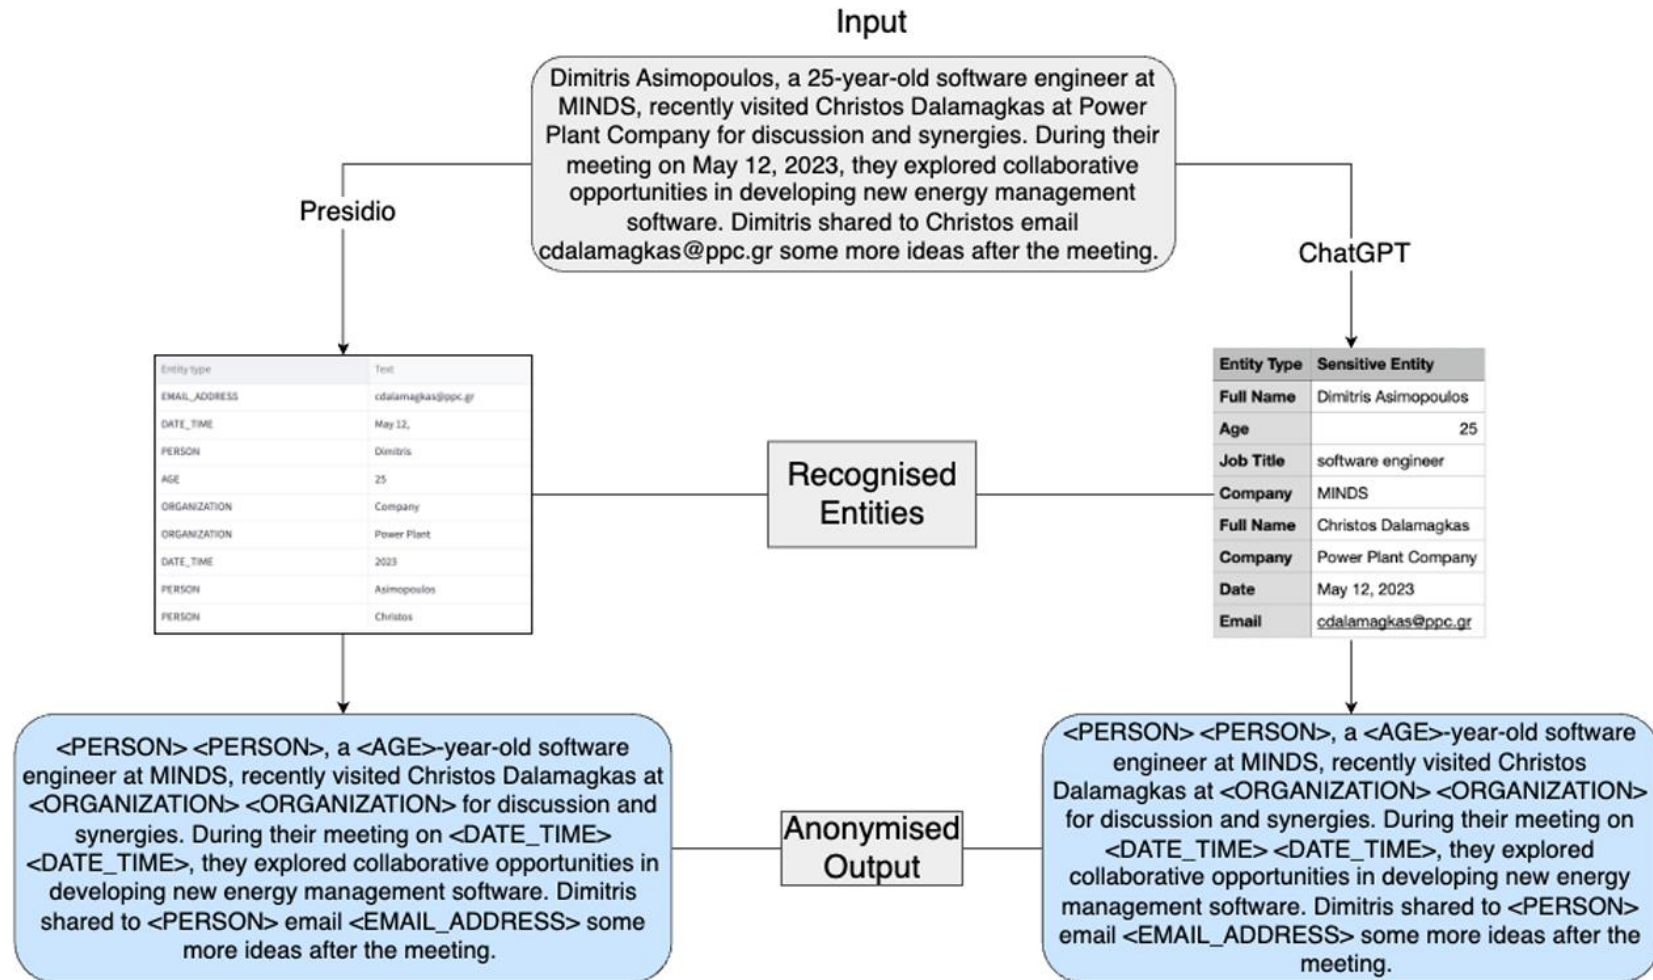 Input
Dimitris Asimopoulos, a 25-year-old software engineer at
MINDS, recently visited Christos Dalamagkas at Power
Plant Company for discussion and synergies. During their
meeting on May 12, 2023, they explored collaborative
opportunities in developing new energy management
software. Dimitris shared to Christos email
cdalamagkas@ppc.gr some more ideas after the meeting.
Presidio
ChatGPT
Entity type Text
EMAIL_ADDRESS cdalamagkas@ppc.gr
DATE_TIME May 12,
PERSON Dimitris
AGE 25
ORGANIZATION Company
ORGANIZATION Power Plant
DATE_TIME 2023
PERSON Asimopoulos
PERSON Christos
Recognised
Entities
Entity Type Sensitive Entity
Full Name Dimitris Asimopoulos
Age 25
Job Title software engineer
Company MINDS
Full Name Christos Dalamagkas
Company Power Plant Company
Date May 12, 2023
Email cdalamagkas@ppc.gr
<PERSON> <PERSON>, a <AGE>-year-old software
engineer at MINDS, recently visited Christos Dalamagkas at
<ORGANIZATION> <ORGANIZATION> for discussion and
synergies. During their meeting on <DATE_TIME>
<DATE_TIME>, they explored collaborative opportunities in
developing new energy management software. Dimitris
shared to <PERSON> email <EMAIL_ADDRESS> some
more ideas after the meeting.
Anonymised
Output
<PERSON> <PERSON>, a <AGE>-year-old software
engineer at MINDS, recently visited Christos
Dalamagkas at <ORGANIZATION> <ORGANIZATION>
for discussion and synergies. During their meeting on
<DATE_TIME> <DATE_TIME>, they explored
collaborative opportunities in developing new energy
management software. Dimitris shared to <PERSON>
email <EMAIL_ADDRESS> some more ideas after the
meeting.